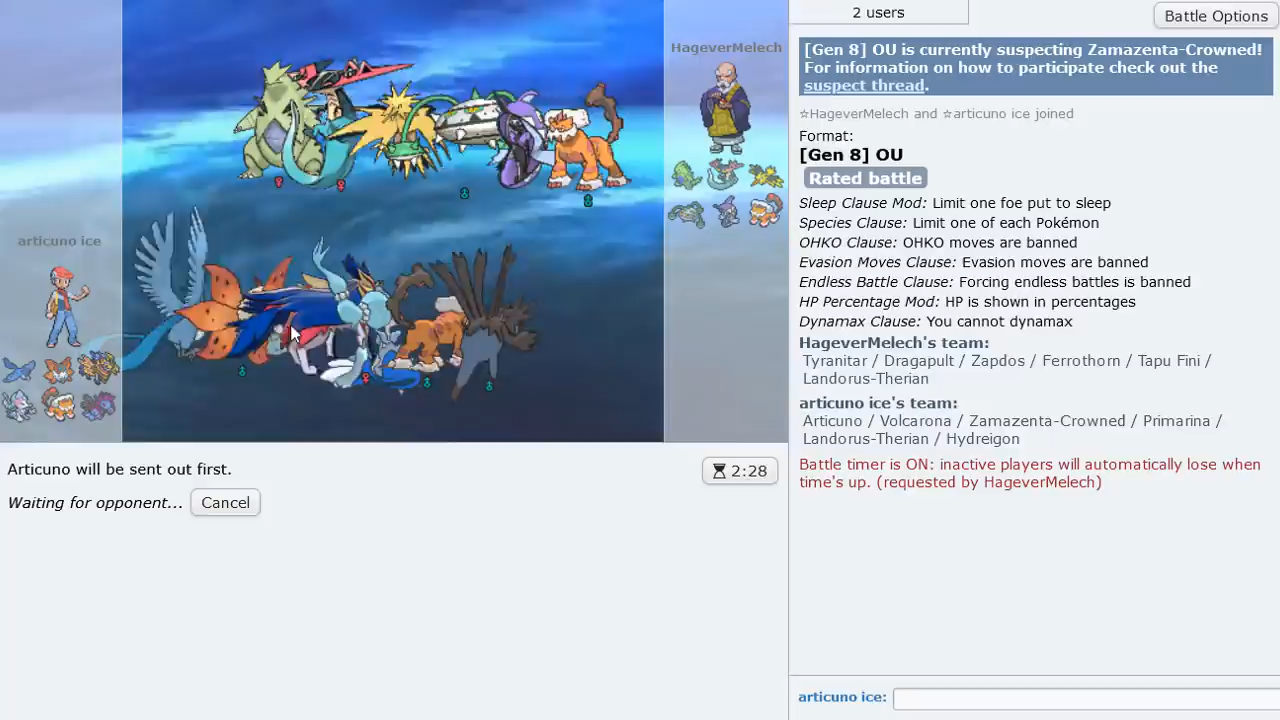 2 users
Battle Options
HageverMelech
articuno ice
[Gen 8] OU is currently suspecting Zamazenta-Crowned!
For information on how to participate check out the
suspect thread.
☆HageverMelech and ☆articuno ice joined
Format:
[Gen 8] OU
Rated battle
Sleep Clause Mod: Limit one foe put to sleep
Species Clause: Limit one of each Pokémon
OHKO Clause: OHKO moves are banned
Evasion Moves Clause: Evasion moves are banned
Endless Battle Clause: Forcing endless battles is banned
HP Percentage Mod: HP is shown in percentages
Dynamax Clause: You cannot dynamax
HageverMelech's team:
Tyranitar / Dragapult / Zapdos / Ferrothorn / Tapu Fini /
Landorus-Therian
articuno ice's team:
Articuno / Volcarona / Zamazenta-Crowned / Primarina /
Landorus-Therian / Hydreigon
Battle timer is ON: inactive players will automatically lose when
time's up. (requested by HageverMelech)
Articuno will be sent out first.
2:28
Waiting for opponent...
Cancel
articuno ice: